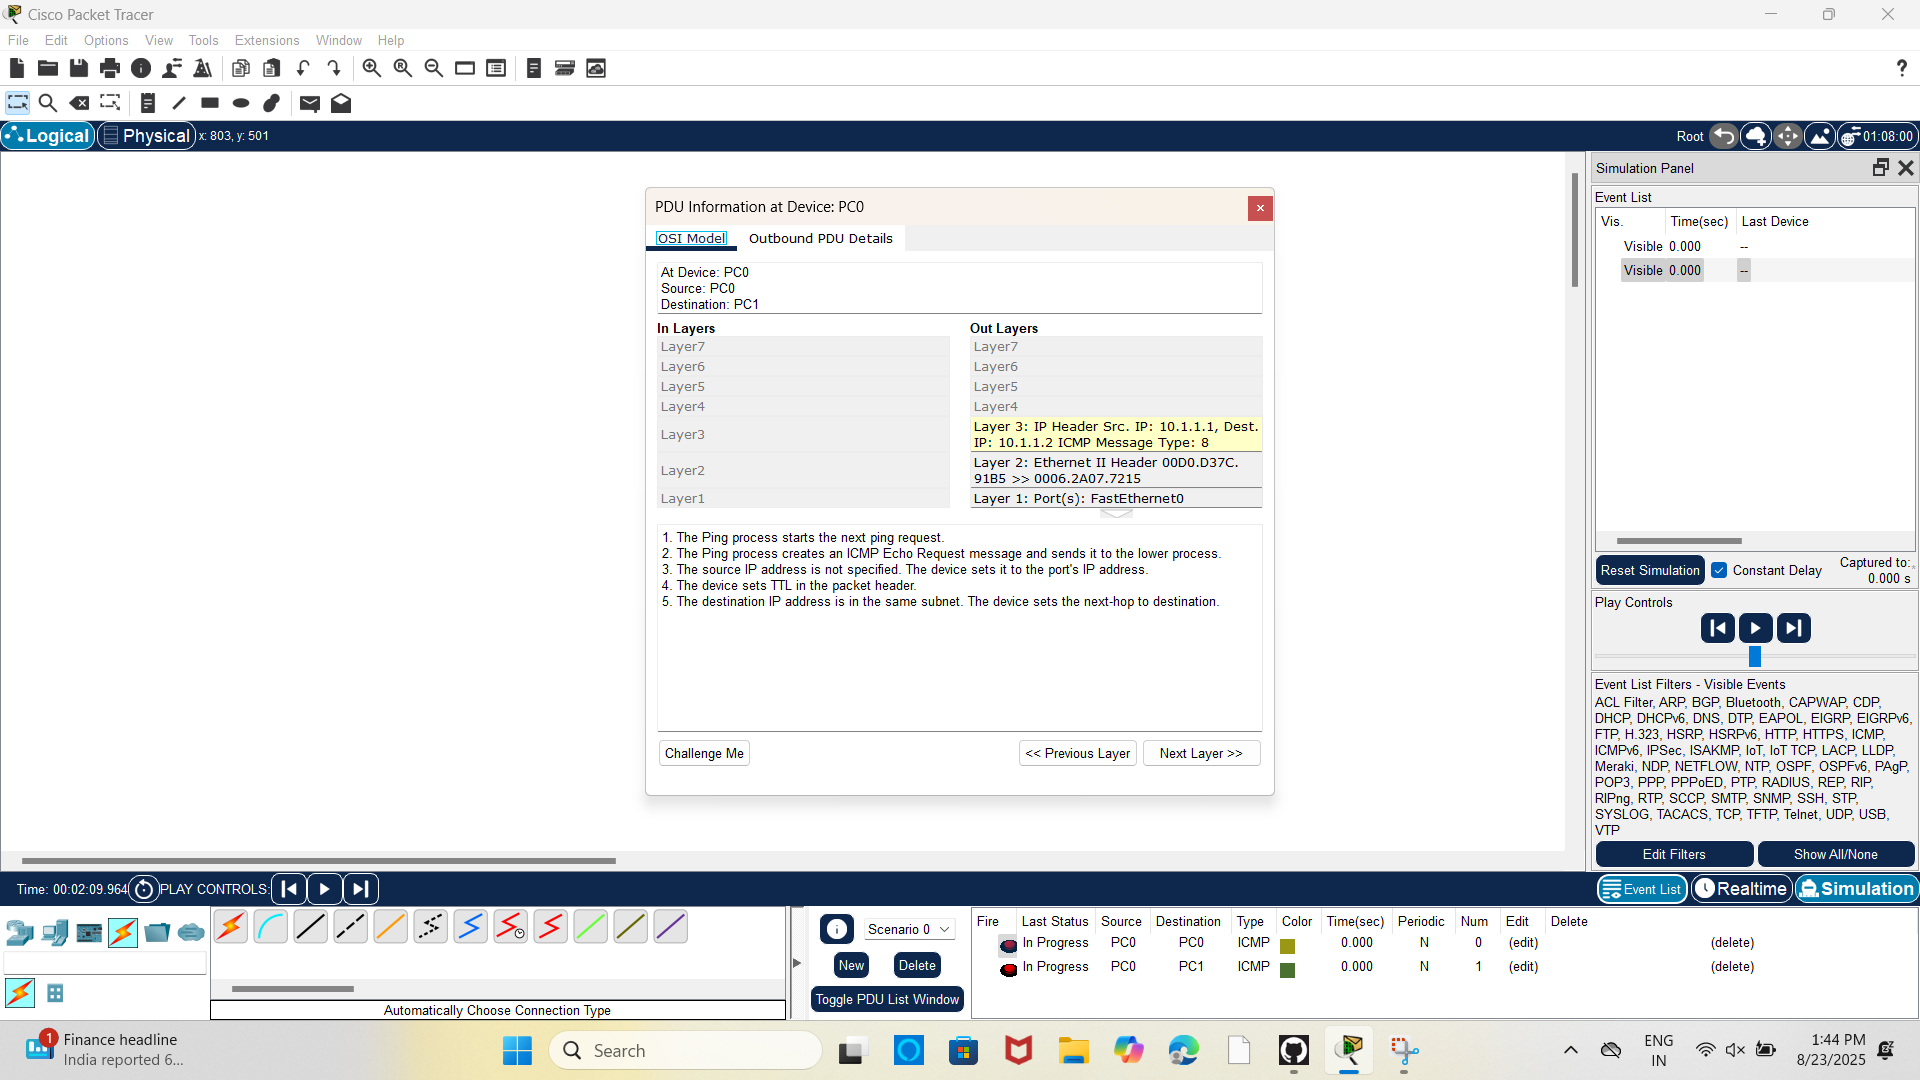 Cisco Packet Tracer
File Edit Options View Tools Extensions Window Help
?
Logical Physical x: 803, y: 501
Root 01:08:00
PDU Information at Device: PC0
OSI Model Outbound PDU Details
At Device: PC0
Source: PC0
Destination: PC1
In Layers
Layer7
Layer6
Layer5
Layer4
Layer3
Layer2
Layer1
Out Layers
Layer7
Layer6
Layer5
Layer4
Layer 3: IP Header Src. IP: 10.1.1.1, Dest.
IP: 10.1.1.2 ICMP Message Type: 8
Layer 2: Ethernet II Header 00D0.D37C.
91B5 >> 0006.2A07.7215
Layer 1: Port(s): FastEthernet0
1. The Ping process starts the next ping request.
2. The Ping process creates an ICMP Echo Request message and sends it to the lower process.
3. The source IP address is not specified. The device sets it to the port's IP address.
4. The device sets TTL in the packet header.
5. The destination IP address is in the same subnet. The device sets the next-hop to destination.
Challenge Me << Previous Layer Next Layer >>
Simulation Panel
Event List
Vis. Time(sec) Last Device
Visible 0.000 --
Visible 0.000 --
Reset Simulation Constant Delay Captured to:
0.000 s
Play Controls
Event List Filters - Visible Events
ACL Filter, ARP, BGP, Bluetooth, CAPWAP, CDP,
DHCP, DHCPv6, DNS, DTP, EAPOL, EIGRP, EIGRPv6,
FTP, H.323, HSRP, HSRPv6, HTTP, HTTPS, ICMP,
ICMPv6, IPSec, ISAKMP, IoT, IoT TCP, LACP, LLDP,
Meraki, NDP, NETFLOW, NTP, OSPF, OSPFv6, PAgP,
POP3, PPP, PPPoED, PTP, RADIUS, REP, RIP,
RIPng, RTP, SCCP, SMTP, SNMP, SSH, STP,
SYSLOG, TACACS, TCP, TFTP, Telnet, UDP, USB,
VTP
Edit Filters Show All/None
Time: 00:02:09.964 PLAY CONTROLS:
Event List Realtime Simulation
Automatically Choose Connection Type
Scenario 0
New Delete
Toggle PDU List Window
Fire Last Status Source Destination Type Color Time(sec) Periodic Num Edit Delete
In Progress PC0 PC0 ICMP 0.000 N 0 (edit) (delete)
In Progress PC0 PC1 ICMP 0.000 N 1 (edit) (delete)
1
Finance headline
India reported 6...
Search
ENG
IN
1:44 PM
8/23/2025